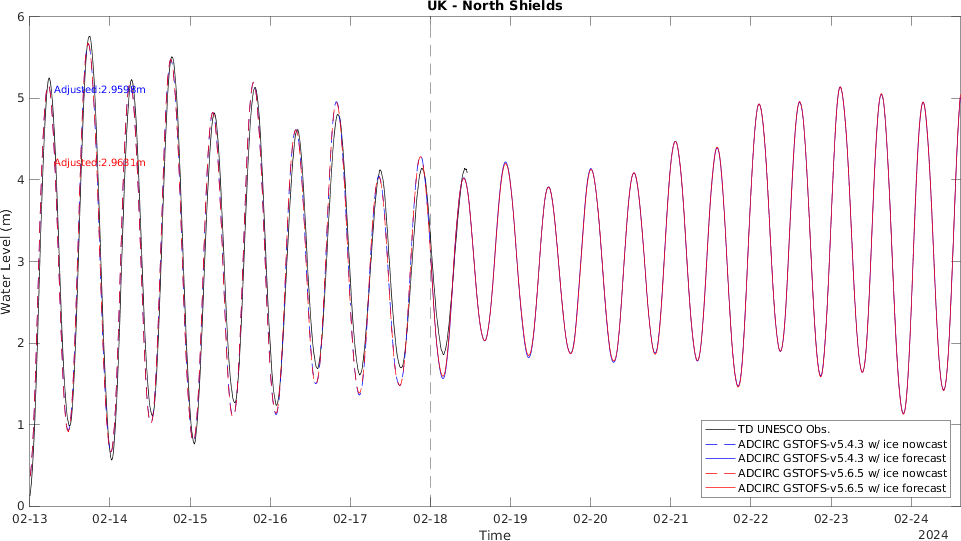 UK - North Shields
6
5
4
3
2
1
0
Water Level (m)
Adjusted:2.9598m
Adjusted:2.9631m
TD UNESCO Obs.
ADCIRC GSTOFS-v5.4.3 w/ ice nowcast
ADCIRC GSTOFS-v5.4.3 w/ ice forecast
ADCIRC GSTOFS-v5.6.5 w/ ice nowcast
ADCIRC GSTOFS-v5.6.5 w/ ice forecast
02-13 02-14 02-15 02-16 02-17 02-18 02-19 02-20 02-21 02-22 02-23 02-24
Time
2024